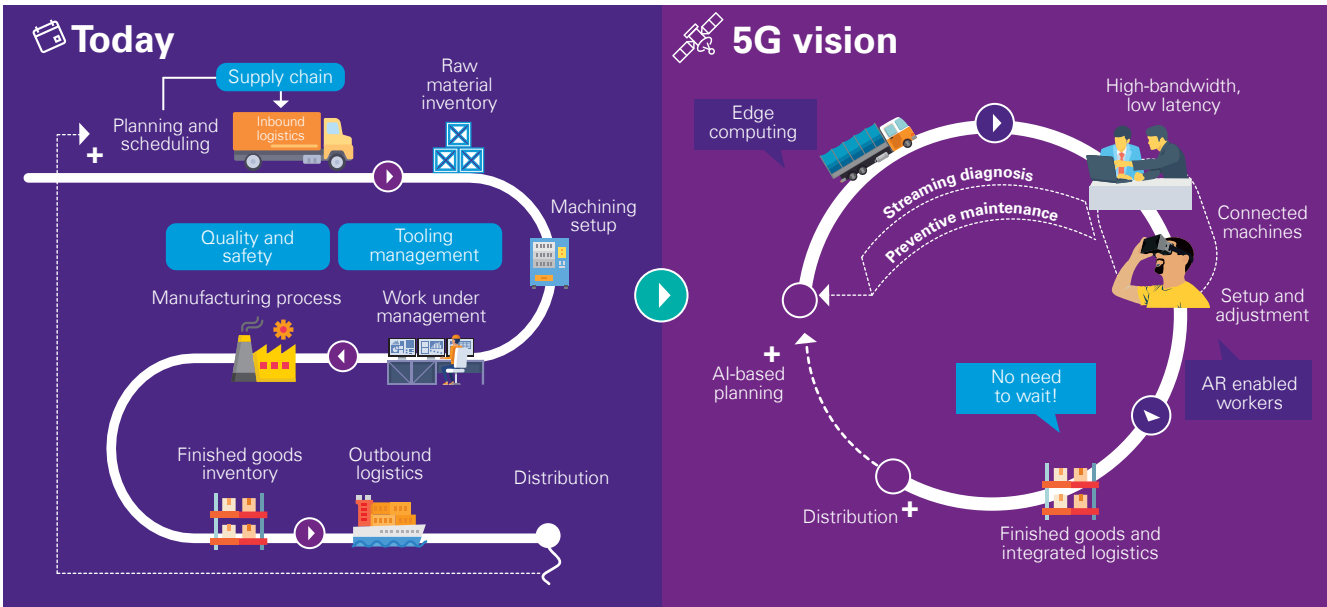 Today
Supply chain
Planning and
scheduling
+
Inbound
logistics
Raw
material
inventory
Machining
setup
Quality and
safety
Tooling
management
Manufacturing process
Work under
management
Finished goods
inventory
Outbound
logistics
Distribution
5G vision
Edge
computing
High-bandwidth,
low latency
Streaming diagnosis
Preventive maintenance
Connected
machines
Setup and
adjustment
AR enabled
workers
No need
to wait!
+
AI-based
planning
Distribution +
Finished goods and
integrated logistics